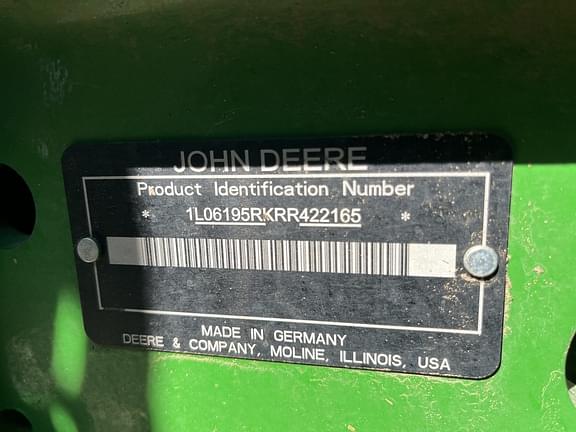 JOHN DEERE
Product Identification Number
* 1L06195RKRR422165 *
MADE IN GERMANY
DEERE & COMPANY, MOLINE, ILLINOIS, USA